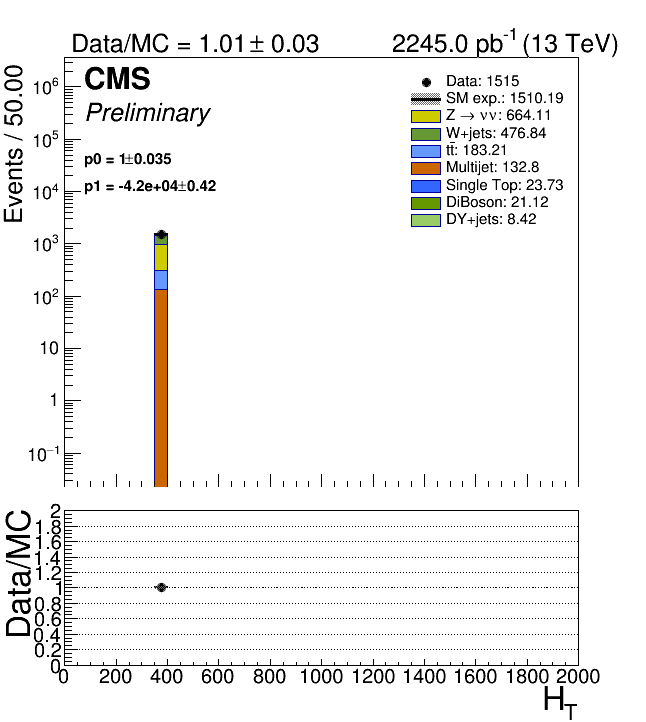 Data/MC = 1.01± 0.03 2245.0 pb⁻¹ (13 TeV)
CMS
Preliminary
p0 = 1±0.035
p1 = -4.2e+04±0.42
Data: 1515
SM exp.: 1510.19
Z → νν: 664.11
W+jets: 476.84
tt̄: 183.21
Multijet: 132.8
Single Top: 23.73
DiBoson: 21.12
DY+jets: 8.42
Events / 50.00
10⁶
10⁵
10⁴
10³
10²
10
1
10⁻¹
Data/MC
2
1.8
1.6
1.4
1.2
1
0.8
0.6
0.4
0.2
0
0 200 400 600 800 1000 1200 1400 1600 1800 2000
H_T